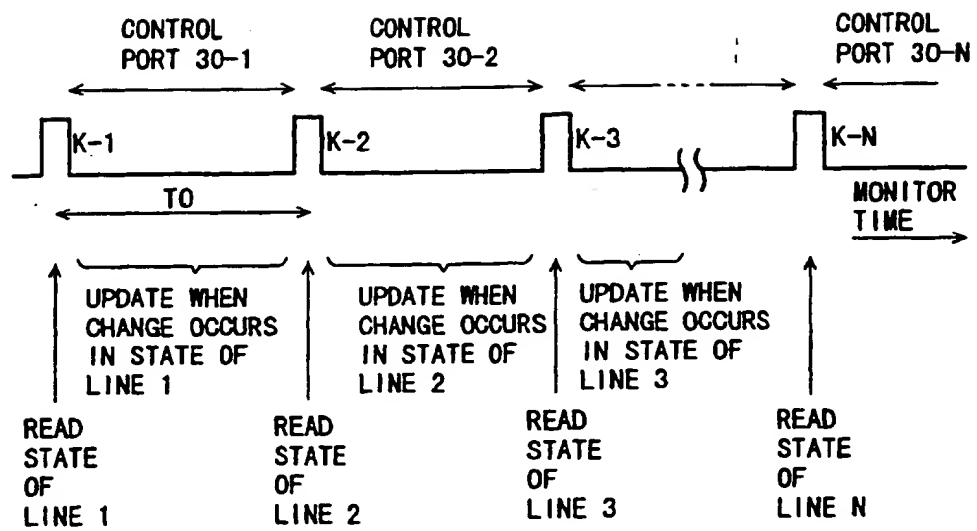 CONTROL
PORT 30-1
CONTROL
PORT 30-2
CONTROL
PORT 30-N
K-1
K-2
K-3
K-N
TO
MONITOR
TIME
UPDATE WHEN
CHANGE OCCURS
IN STATE OF
LINE 1
UPDATE WHEN
CHANGE OCCURS
IN STATE OF
LINE 2
UPDATE WHEN
CHANGE OCCURS
IN STATE OF
LINE 3
READ
STATE
OF
LINE 1
READ
STATE
OF
LINE 2
READ
STATE
OF
LINE 3
READ
STATE
OF
LINE N